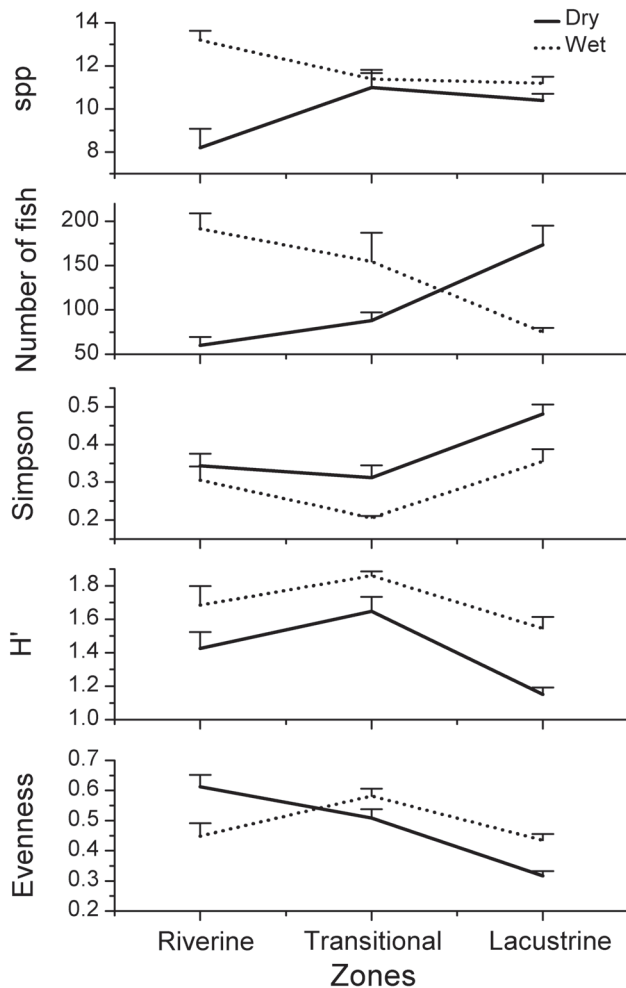 Dry
Wet
spp
14
12
10
8
Number of fish
200
150
100
50
Simpson
0.5
0.4
0.3
0.2
H'
1.8
1.6
1.4
1.2
1.0
Evenness
0.7
0.6
0.5
0.4
0.3
0.2
Riverine Transitional Lacustrine
Zones